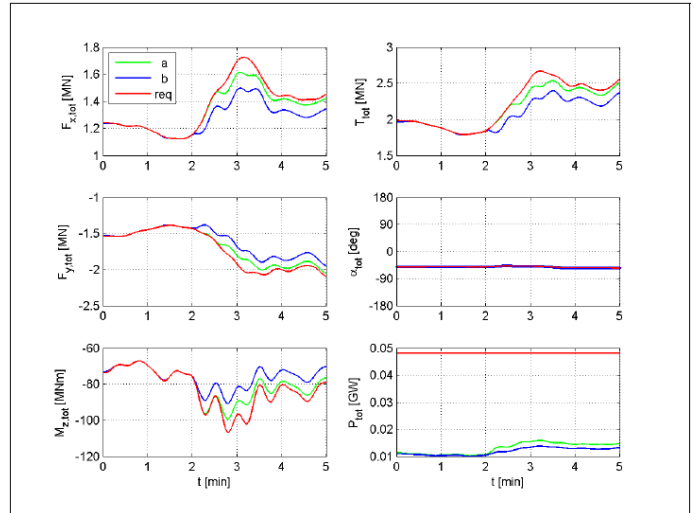 F_x,tot [MN]
1.8
1.6
1.4
1.2
1
0 1 2 3 4 5
a
b
req
T_tot [MN]
3
2.5
2
1.5
0 1 2 3 4 5
F_y,tot [MN]
-1
-1.5
-2
-2.5
0 1 2 3 4 5
α_tot [deg]
180
90
0
-90
-180
0 1 2 3 4 5
M_z,tot [MNm]
-60
-80
-100
-120
0 1 2 3 4 5
t [min]
P_tot [GW]
0.05
0.04
0.03
0.02
0.01
0 1 2 3 4 5
t [min]